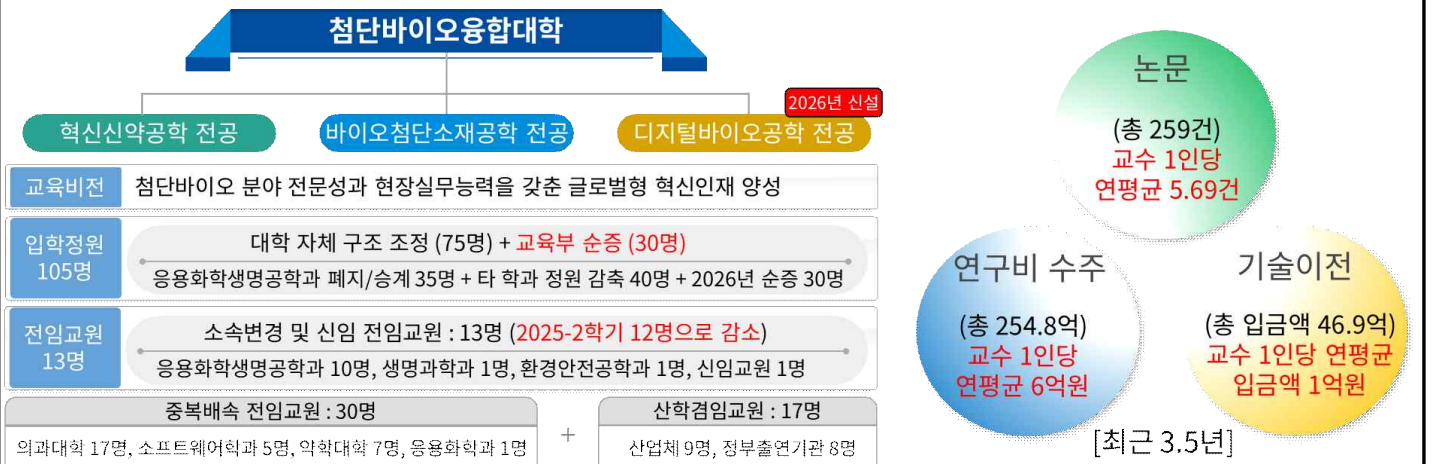 첨단바이오융합대학
2026년 신설
혁신신약공학 전공
바이오첨단소재공학 전공
디지털바이오공학 전공
교육비전
첨단바이오 분야 전문성과 현장실무능력을 갖춘 글로벌형 혁신인재 양성
입학정원
105명
대학 자체 구조 조정 (75명) + 교육부 순증 (30명)
응용화학생명공학과 폐지/승계 35명 + 타 학과 정원 감축 40명 + 2026년 순증 30명
전임교원
13명
소속변경 및 신임 전임교원 : 13명 (2025-2학기 12명으로 감소)
응용화학생명공학과 10명, 생명과학과 1명, 환경안전공학과 1명, 신임교원 1명
중복배속 전임교원 : 30명
의과대학 17명, 소프트웨어학과 5명, 약학대학 7명, 응용화학과 1명
+
산학겸임교원 : 17명
산업체 9명, 정부출연기관 8명
논문
(총 259건)
교수 1인당
연평균 5.69건
연구비 수주
(총 254.8억)
교수 1인당
연평균 6억원
기술이전
(총 입금액 46.9억)
교수 1인당 연평균
입금액 1억원
[최근 3.5년]